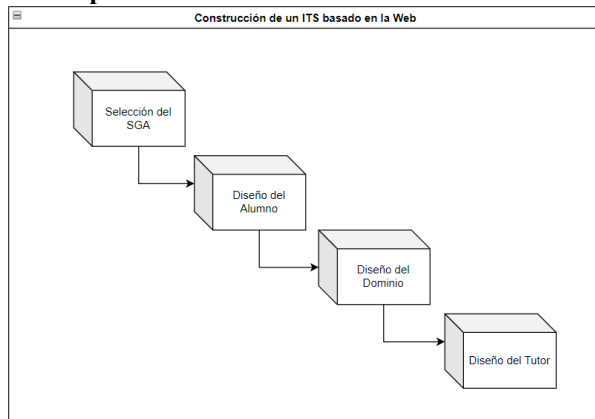 Construcción de un ITS basado en la Web
Selección del
SGA
Diseño del
Alumno
Diseño del
Dominio
Diseño del Tutor